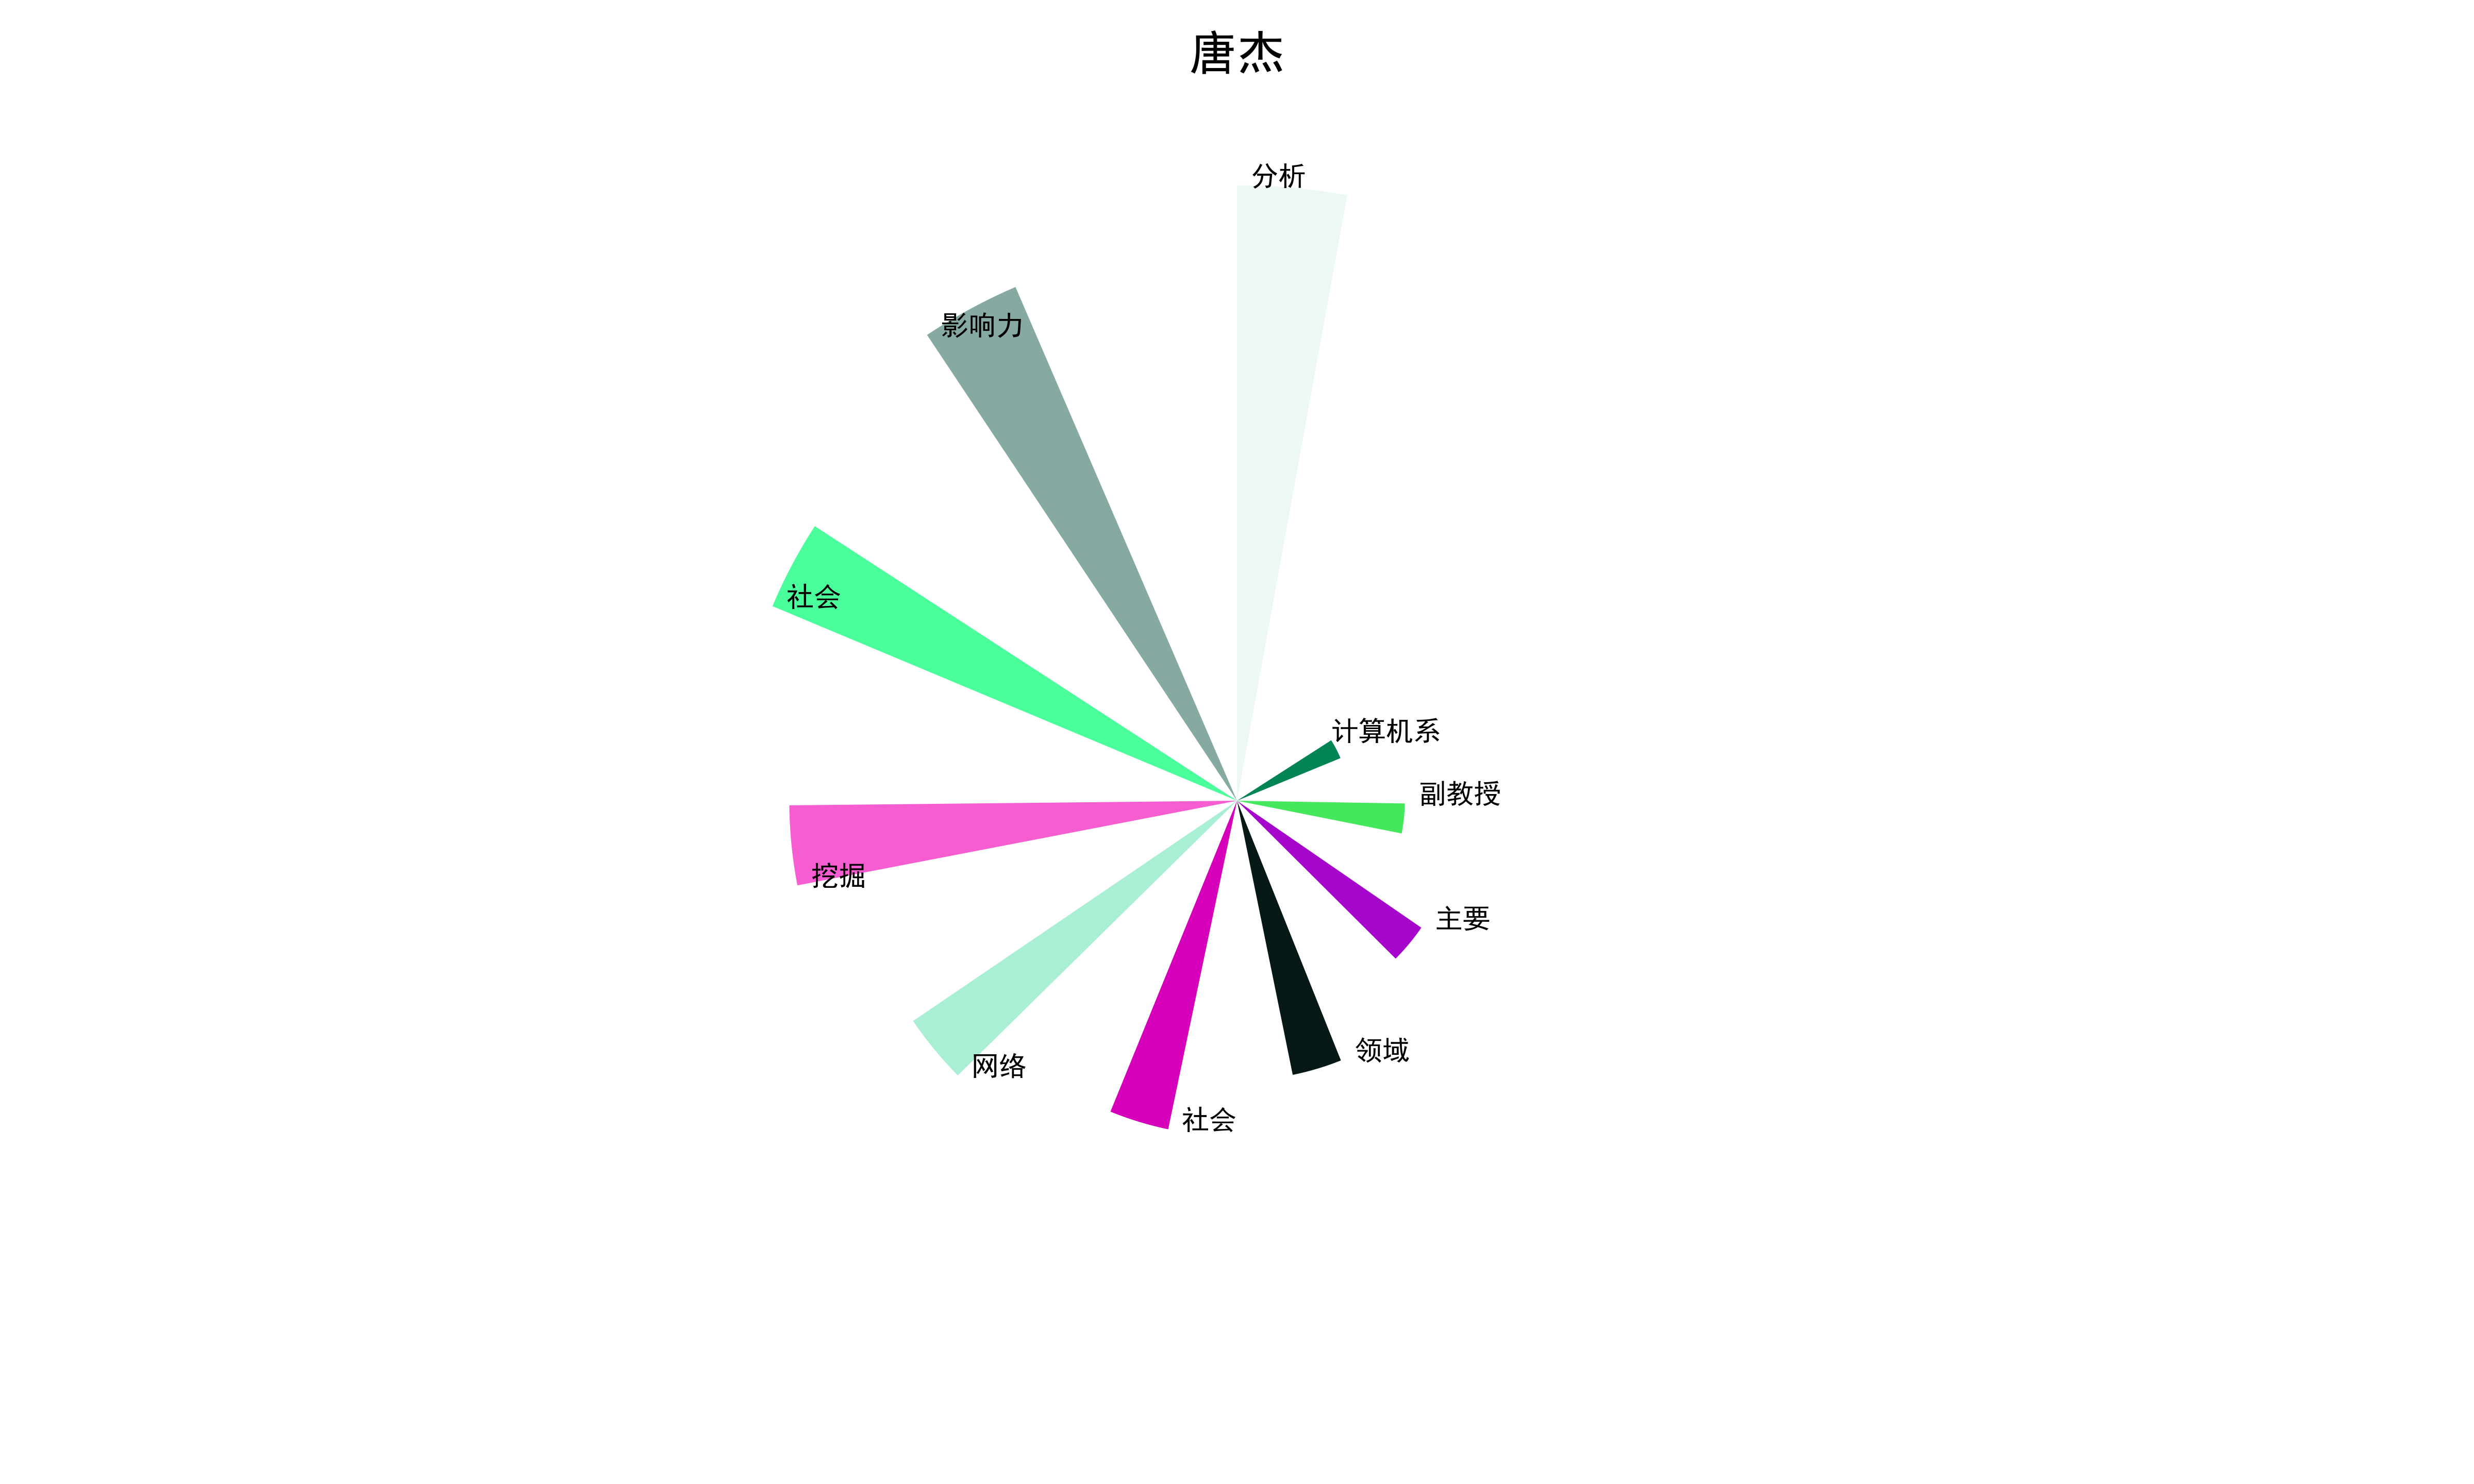 唐杰
分析
影响力
社会
计算机系
副教授
挖掘
主要
领域
网络
社会